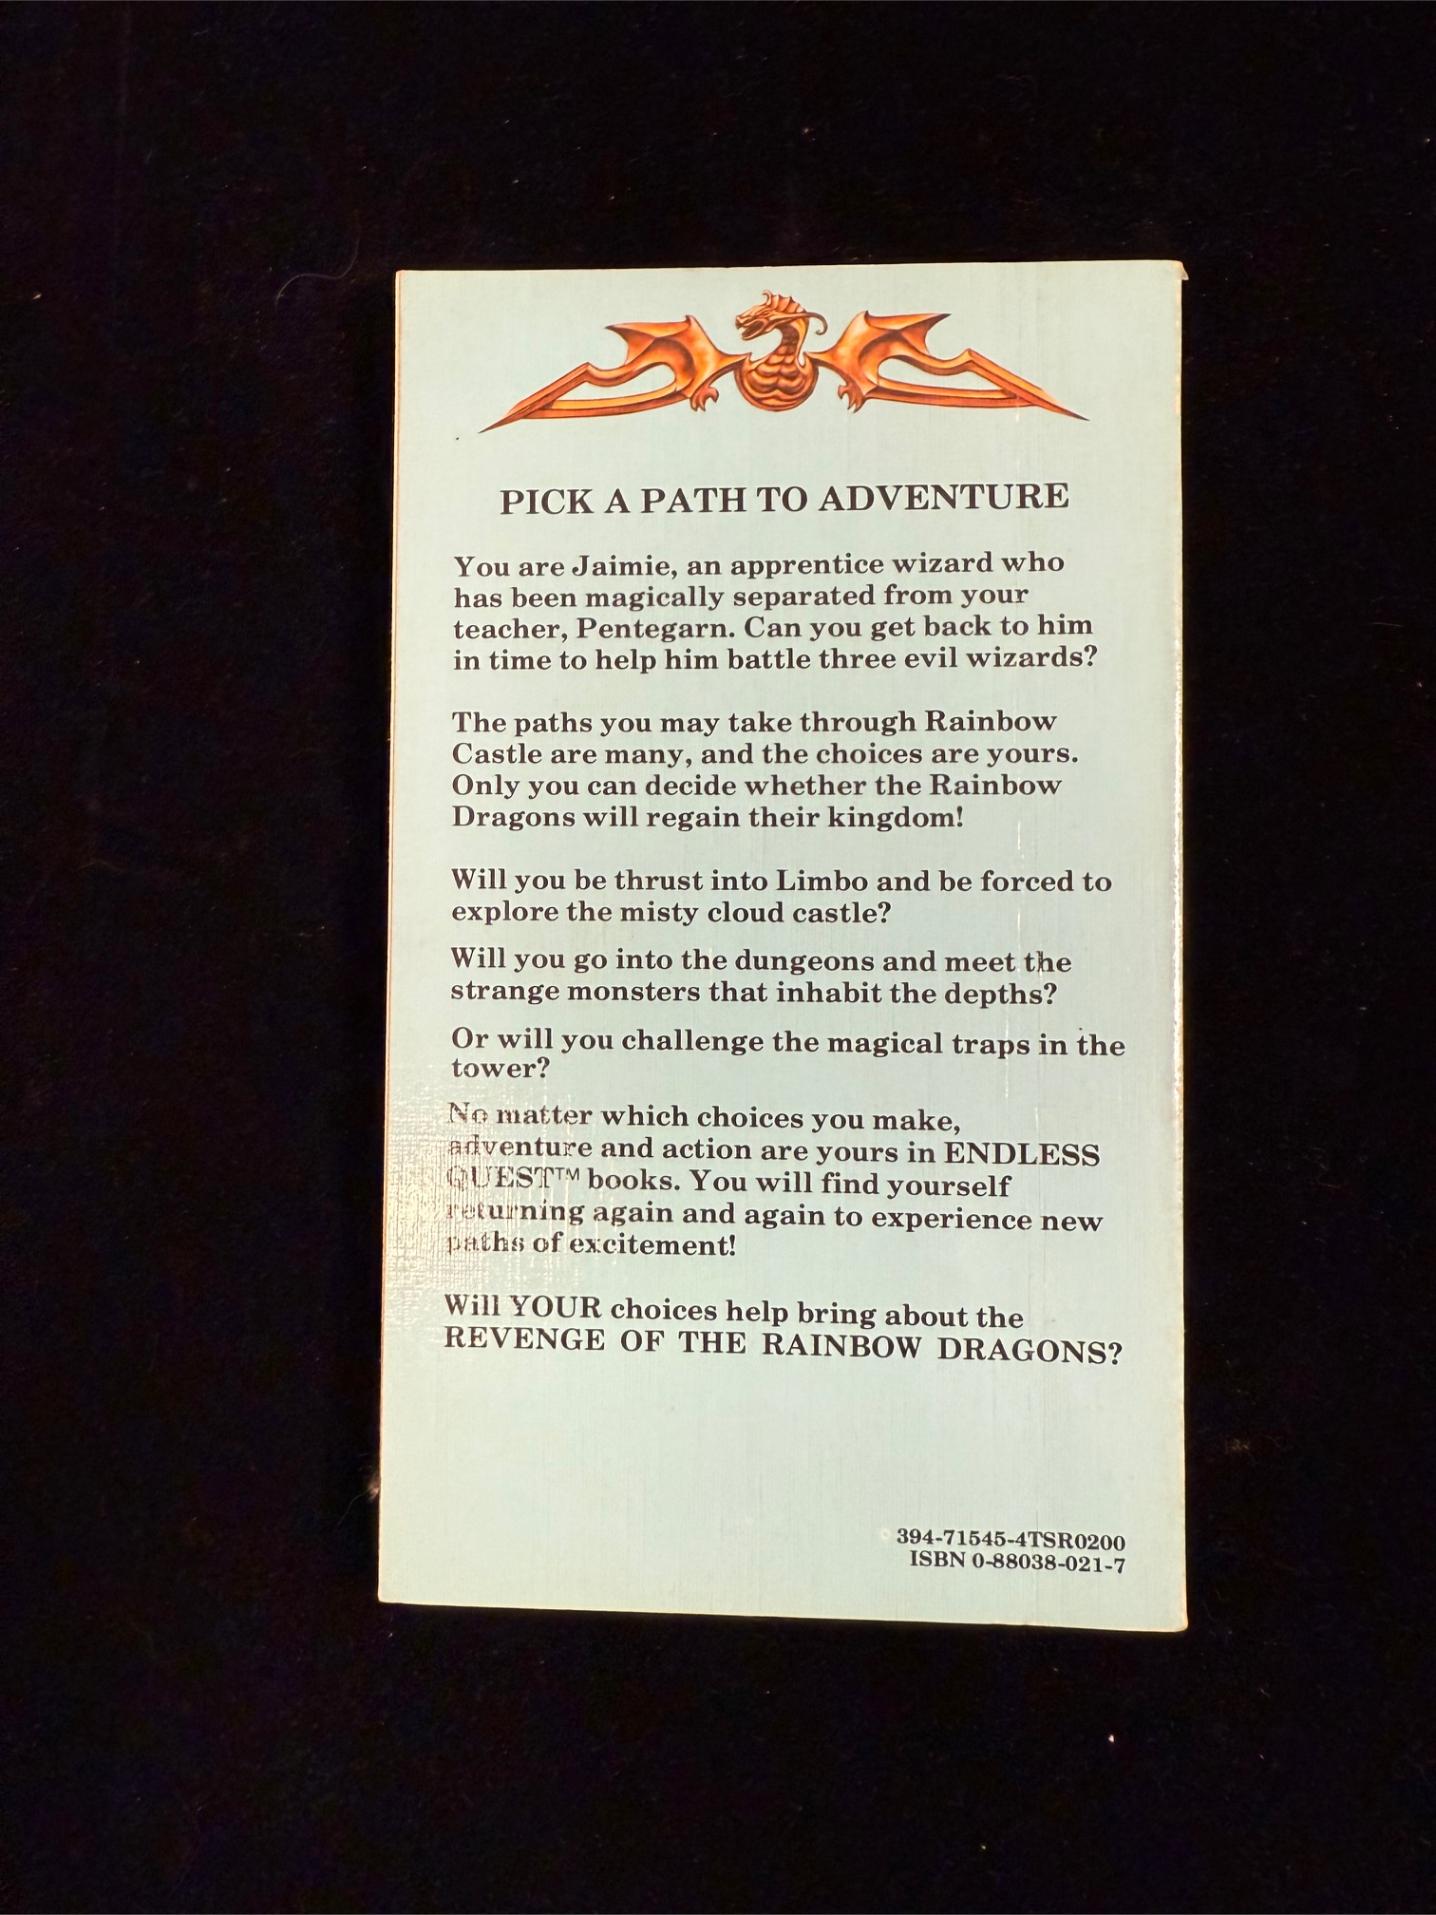 PICK A PATH TO ADVENTURE
You are Jaimie, an apprentice wizard who
has been magically separated from your
teacher, Pentegarn. Can you get back to him
in time to help him battle three evil wizards?
The paths you may take through Rainbow
Castle are many, and the choices are yours.
Only you can decide whether the Rainbow
Dragons will regain their kingdom!
Will you be thrust into Limbo and be forced to
explore the misty cloud castle?
Will you go into the dungeons and meet the
strange monsters that inhabit the depths?
Or will you challenge the magical traps in the
tower?
No matter which choices you make,
adventure and action are yours in ENDLESS
QUEST™ books. You will find yourself
returning again and again to experience new
paths of excitement!
Will YOUR choices help bring about the
REVENGE OF THE RAINBOW DRAGONS?
394-71545-4TSR0200
ISBN 0-88038-021-7